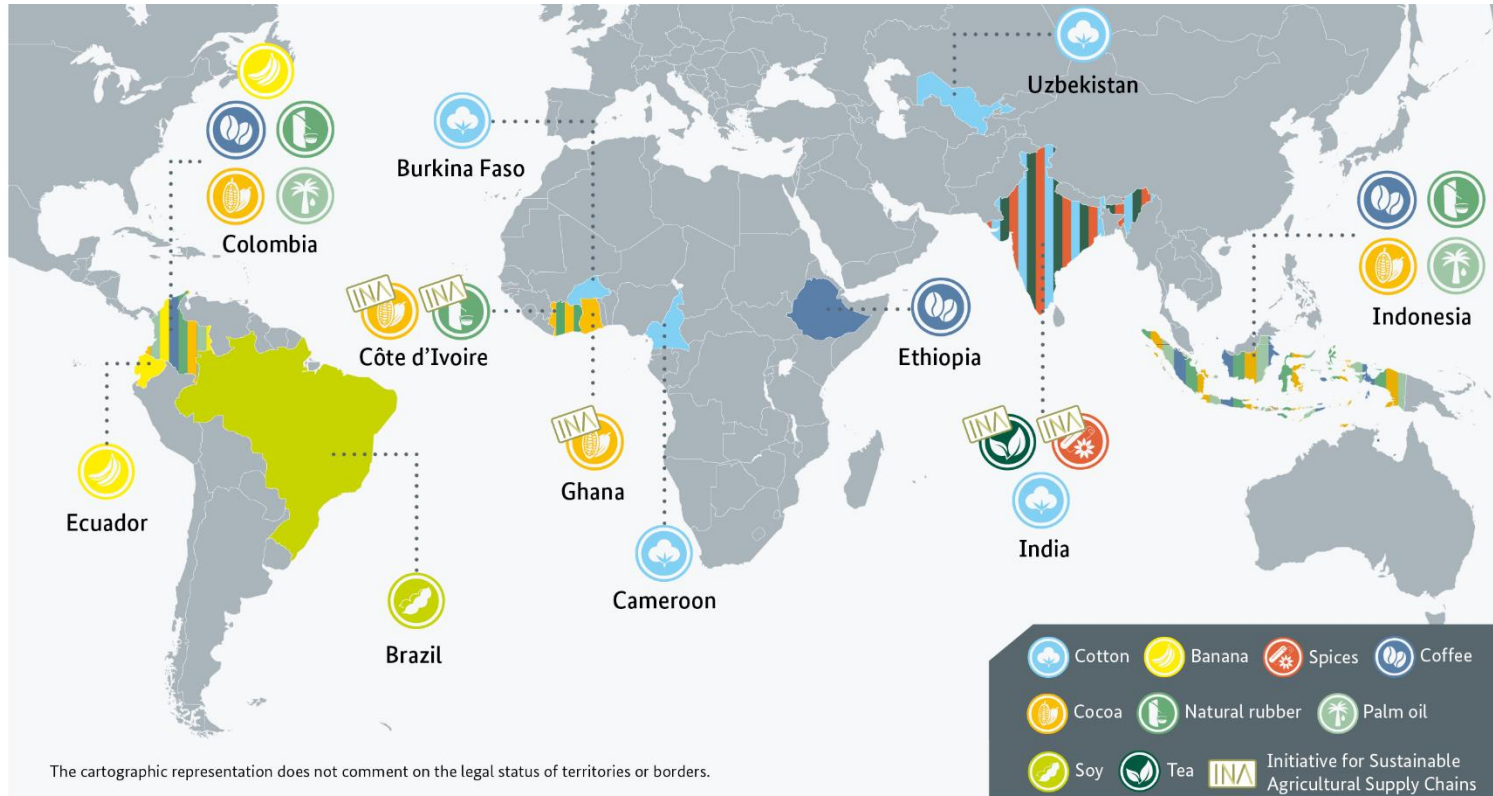 Uzbekistan
Burkina Faso
Colombia
Indonesia
INA
INA
Côte d'Ivoire
Ethiopia
INA
Ghana
INA
INA
India
Ecuador
Cameroon
Brazil
Cotton
Banana
Spices
Coffee
Cocoa
Natural rubber
Palm oil
Soy
Tea
INA
Initiative for Sustainable
Agricultural Supply Chains
The cartographic representation does not comment on the legal status of territories or borders.